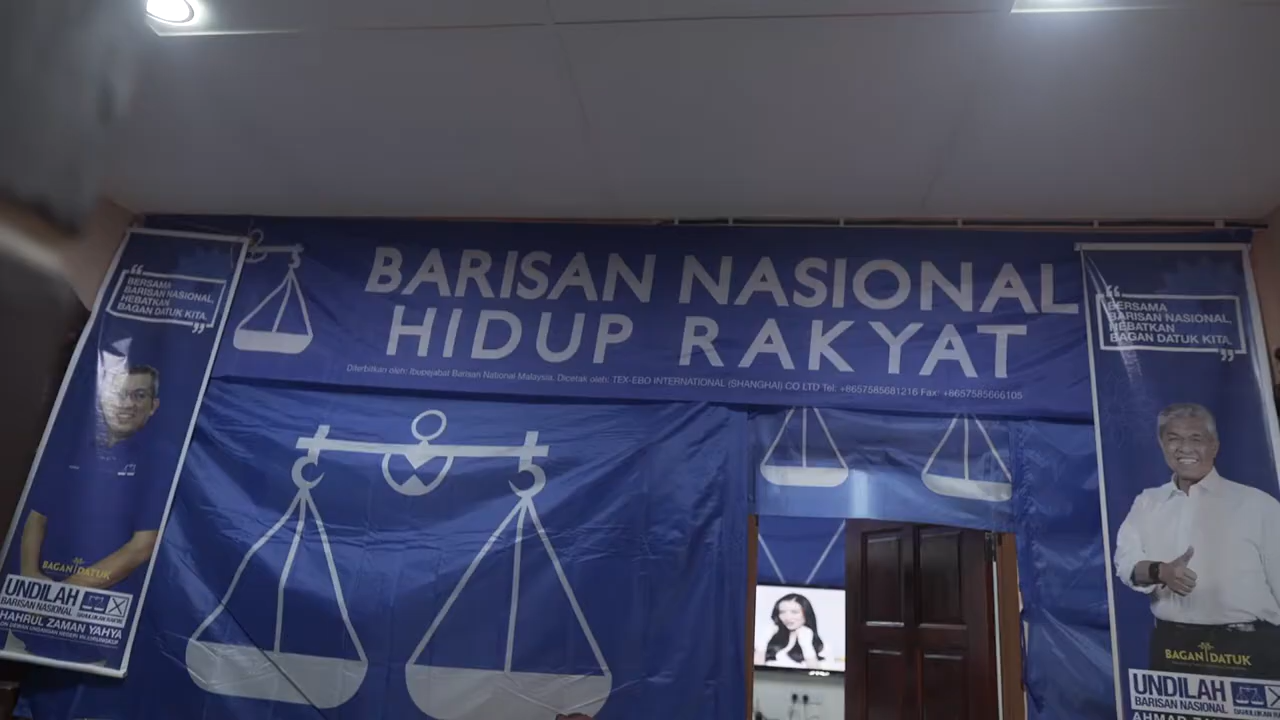 BERSAMA
BARISAN NASIONAL,
HEBATKAN
BAGAN DATUK KITA.
BAGAN DATUK
UNDILAH
BARISAN NASIONAL
HAHRUL ZAMAN YAHYA
BARISAN NASIONAL
HIDUP RAKYAT
Diterbitkan oleh: Ibupejabat Barisan Nasional Malaysia. Dicetak oleh: TEX-EBO INTERNATIONAL (SHANGHAI) CO LTD Tel: +8657585681216 Fax: +8657585666105
BERSAMA
BARISAN NASIONAL,
HEBATKAN
BAGAN DATUK KITA.
BAGAN DATUK
UNDILAH
BARISAN NASIONAL